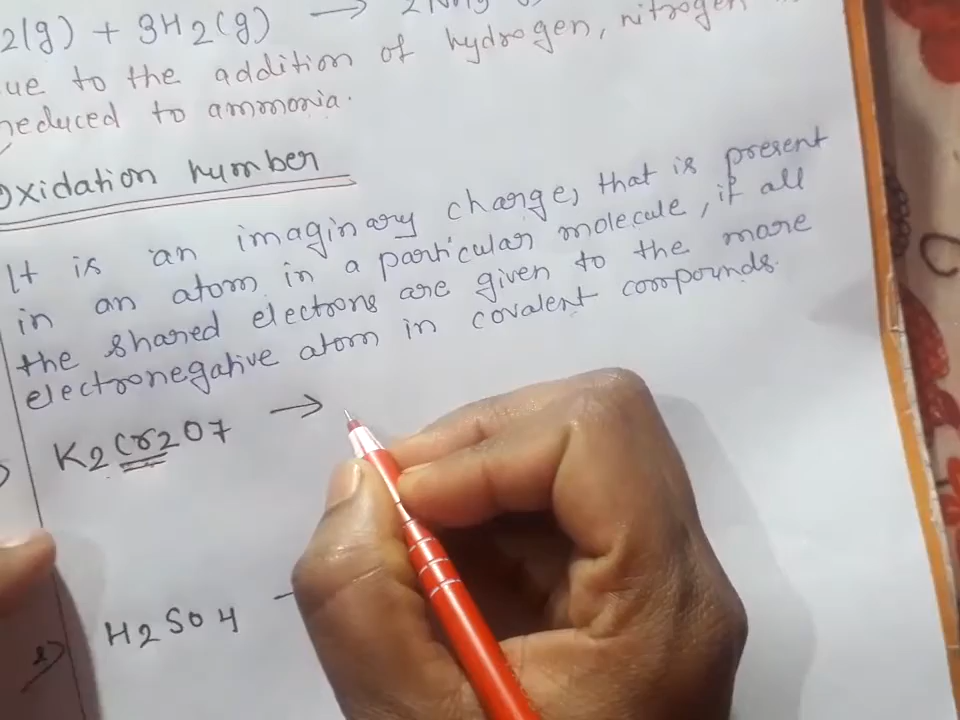 2(g) + 3H2(g) → 2NH3
ue to the addition of hydrogen, nitrogen
reduced to ammonia.
Oxidation number
It is an imaginary charge, that is present
in an atom in a particular molecule, if all
the shared electrons are given to the more
electronegative atom in covalent compounds.
K2Cr2O7 →
2) H2SO4